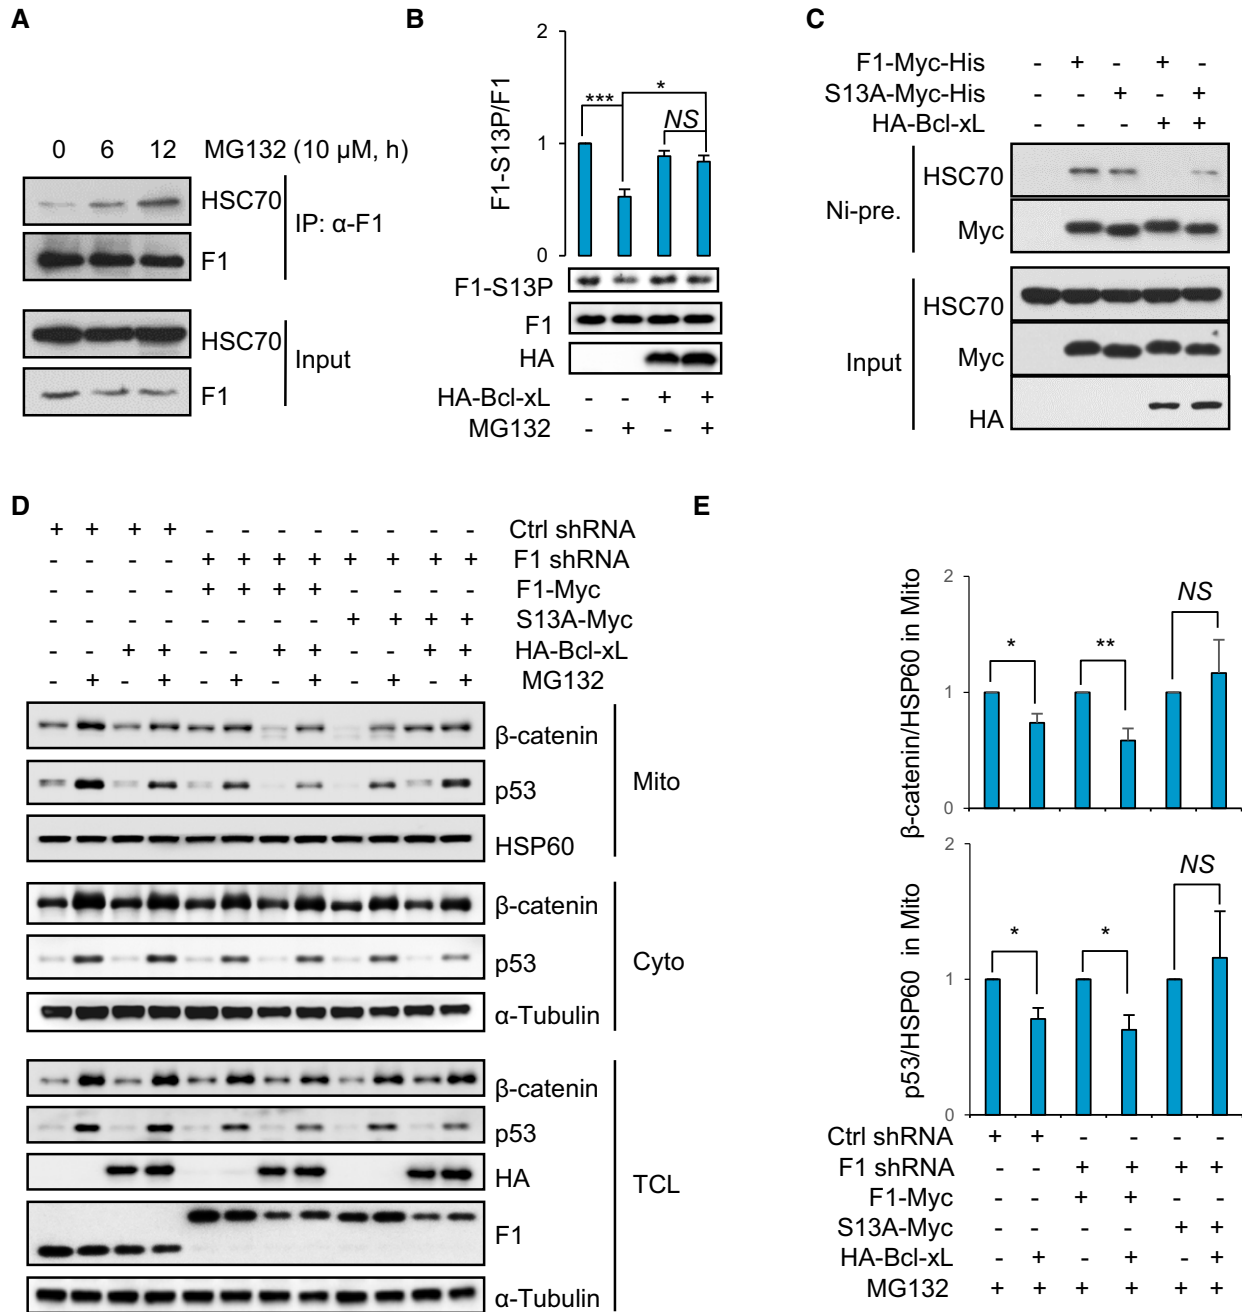 A
0 6 12 MG132 (10 μM, h)
HSC70
F1
IP: α-F1
HSC70
F1
Input
B
F1-S13P/F1
2
1
0
***
*
NS
F1-S13P
F1
HA
HA-Bcl-xL - - + +
MG132 - + - +
C
F1-Myc-His - + - + -
S13A-Myc-His - - + - +
HA-Bcl-xL - - - + +
Ni-pre.
HSC70
Myc
Input
HSC70
Myc
HA
D
+ + + + - - - - - - - - Ctrl shRNA
- - - - + + + + + + + + F1 shRNA
- - - - + + + + - - - - F1-Myc
- - - - - - - - + + + + S13A-Myc
- - + + - - + + - - + + HA-Bcl-xL
- + - + - + - + - + - + MG132
β-catenin
p53
HSP60
Mito
β-catenin
p53
α-Tubulin
Cyto
β-catenin
p53
HA
F1
α-Tubulin
TCL
E
β-catenin/HSP60 in Mito
2
1
0
*
**
NS
p53/HSP60 in Mito
2
1
0
*
*
NS
Ctrl shRNA + + - - - -
F1 shRNA - - + + + +
F1-Myc - - + + - -
S13A-Myc - - - - + +
HA-Bcl-xL - + - + - +
MG132 + + + + + +